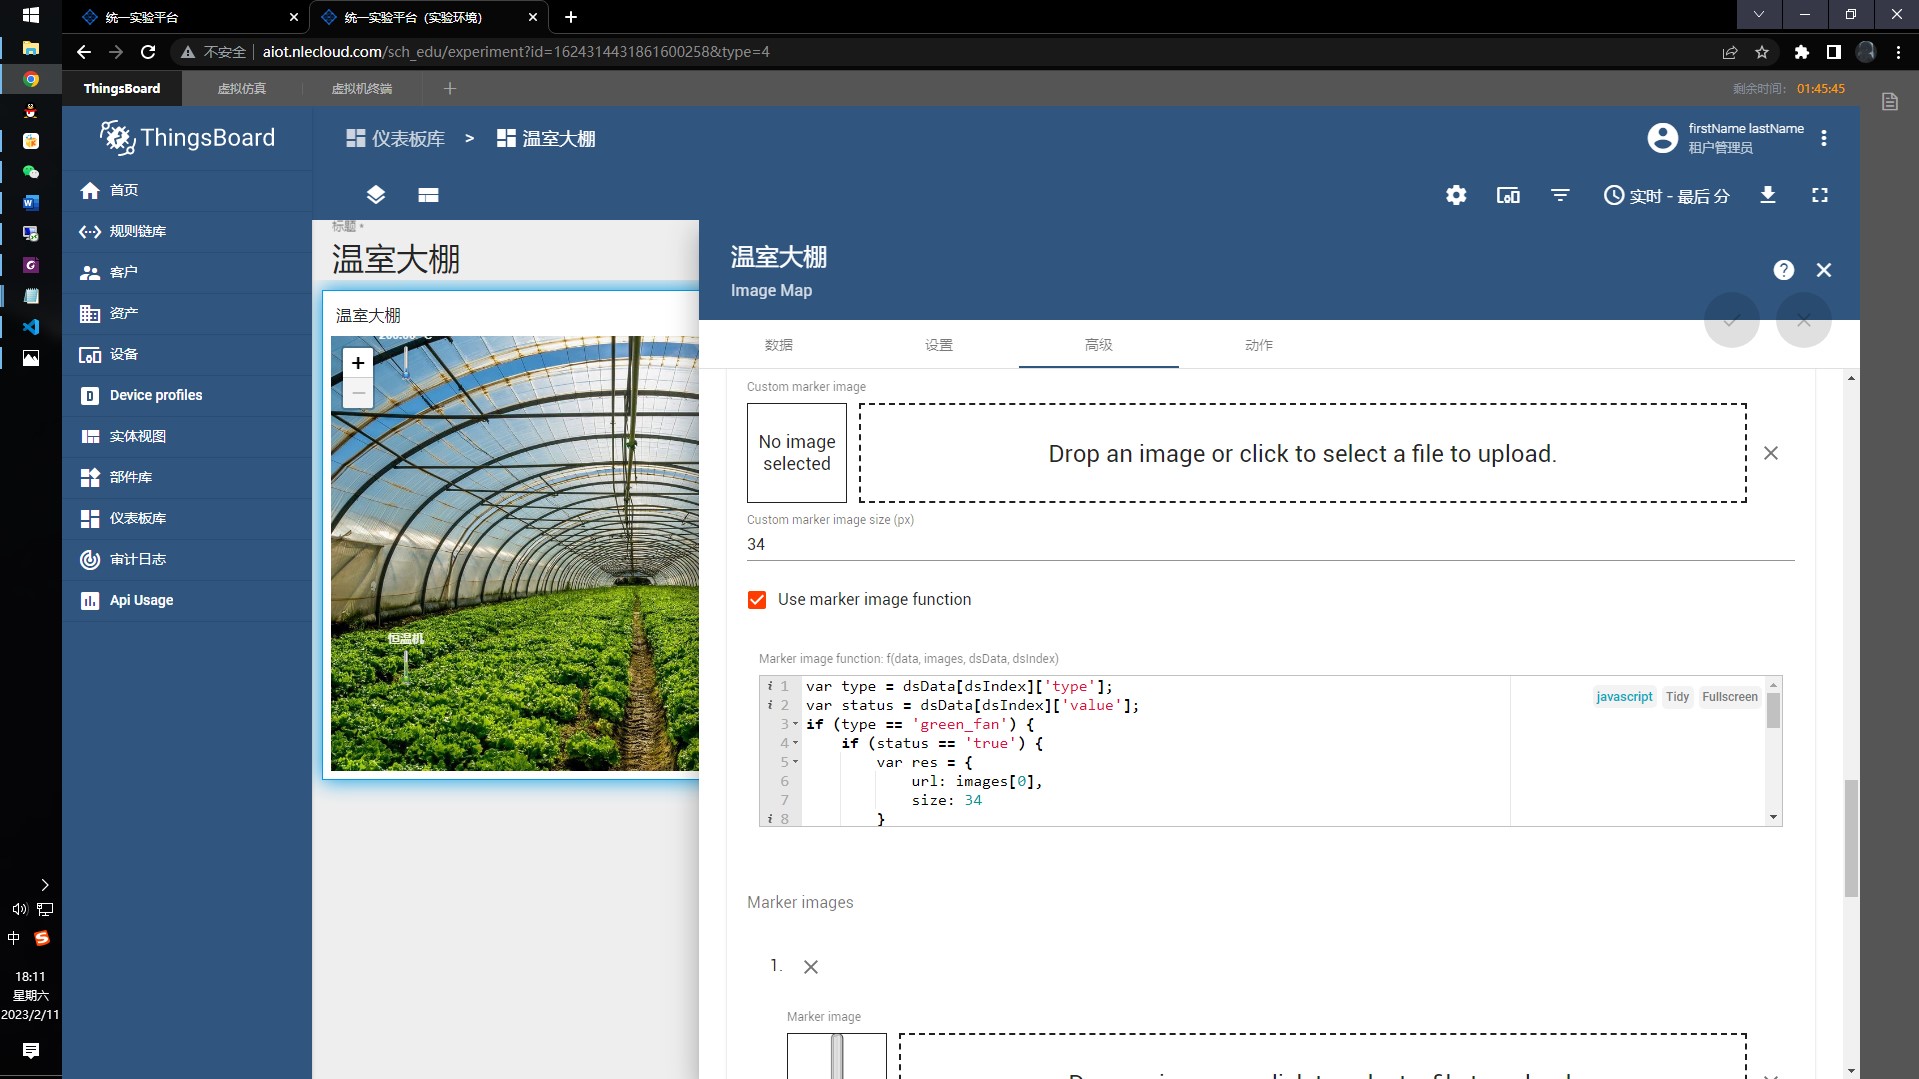 统一实验平台
统一实验平台（实验环境)
不安全
aiot.nlecloud.com/sch_edu/experiment?id=1624314431861600258&type=4
ThingsBoard
虚拟仿真
虚拟机终端
剩余时间：
01:45:45
ThingsBoard
仪表板库 > 温室大棚
firstName lastName
租户管理员
首页
规则链库
客户
资产
设备
Device profiles
实体视图
部件库
仪表板库
审计日志
Api Usage
实时 - 最后 分
标题 *
温室大棚
温室大棚
+
−
恒温机
温室大棚
Image Map
数据
设置
高级
动作
Custom marker image
No image
selected
Drop an image or click to select a file to upload.
Custom marker image size (px)
34
Use marker image function
Marker image function: f(data, images, dsData, dsIndex)
javascript
Tidy
Fullscreen
1 var type = dsData[dsIndex]['type'];
2 var status = dsData[dsIndex]['value'];
3 if (type == 'green_fan') {
4 if (status == 'true') {
5 var res = {
6 url: images[0],
7 size: 34
8 }
Marker images
1.
Marker image
中
18:11
星期六
2023/2/11